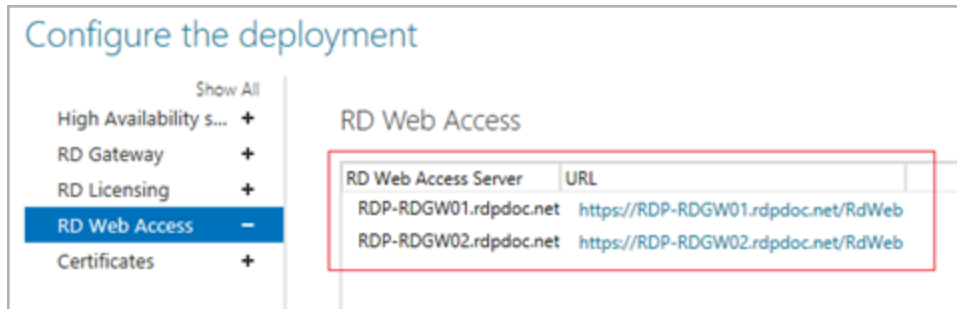 Configure the deployment
Show All
High Availability s... +
RD Gateway +
RD Licensing +
RD Web Access −
Certificates +
RD Web Access
RD Web Access Server URL
RDP-RDGW01.rdpdoc.net https://RDP-RDGW01.rdpdoc.net/RdWeb
RDP-RDGW02.rdpdoc.net https://RDP-RDGW02.rdpdoc.net/RdWeb